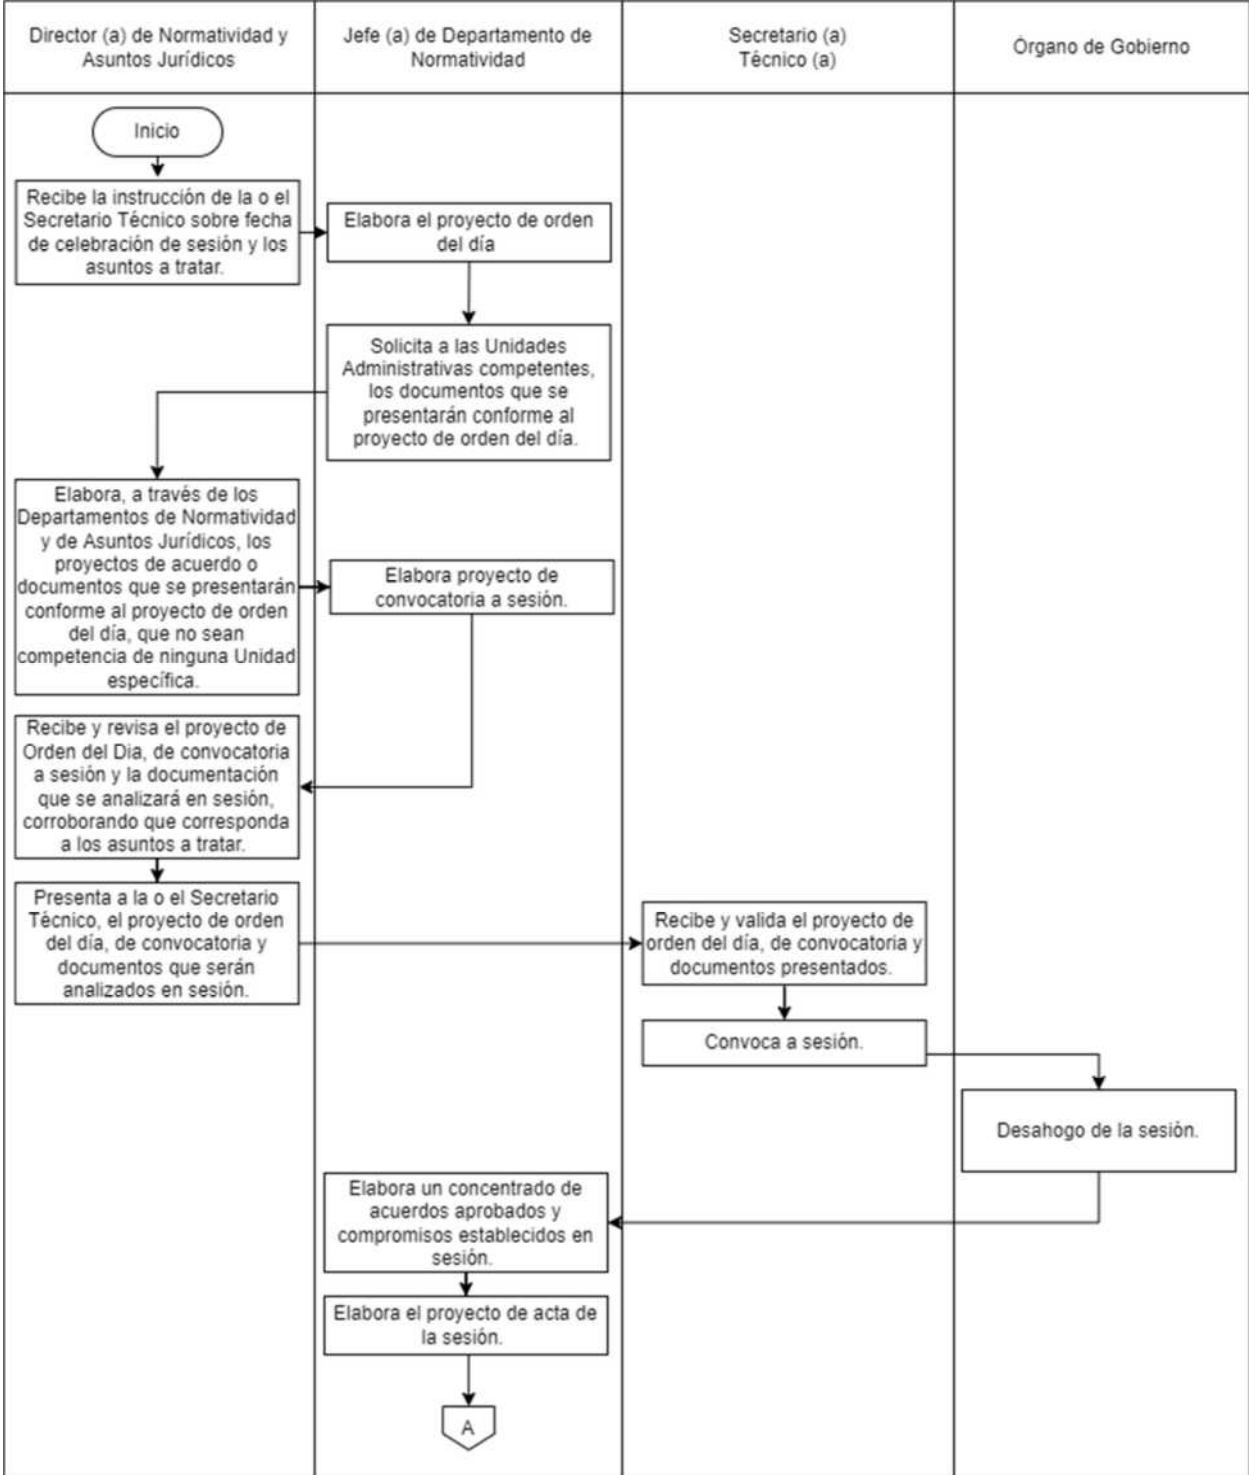 Director (a) de Normatividad y
Asuntos Jurídicos
Jefe (a) de Departamento de
Normatividad
Secretario (a)
Técnico (a)
Órgano de Gobierno
Inicio
Recibe la instrucción de la o el
Secretario Técnico sobre fecha
de celebración de sesión y los
asuntos a tratar.
Elabora el proyecto de orden
del día
Solicita a las Unidades
Administrativas competentes,
los documentos que se
presentarán conforme al
proyecto de orden del día.
Elabora, a través de los
Departamentos de Normatividad
y de Asuntos Jurídicos, los
proyectos de acuerdo o
documentos que se presentarán
conforme al proyecto de orden
del día, que no sean
competencia de ninguna Unidad
específica.
Elabora proyecto de
convocatoria a sesión.
Recibe y revisa el proyecto de
Orden del Dia, de convocatoria
a sesión y la documentación
que se analizará en sesión,
corroborando que corresponda
a los asuntos a tratar.
Presenta a la o el Secretario
Técnico, el proyecto de orden
del día, de convocatoria y
documentos que serán
analizados en sesión.
Recibe y valida el proyecto de
orden del día, de convocatoria y
documentos presentados.
Convoca a sesión.
Desahogo de la sesión.
Elabora un concentrado de
acuerdos aprobados y
compromisos establecidos en
sesión.
Elabora el proyecto de acta de
la sesión.
A